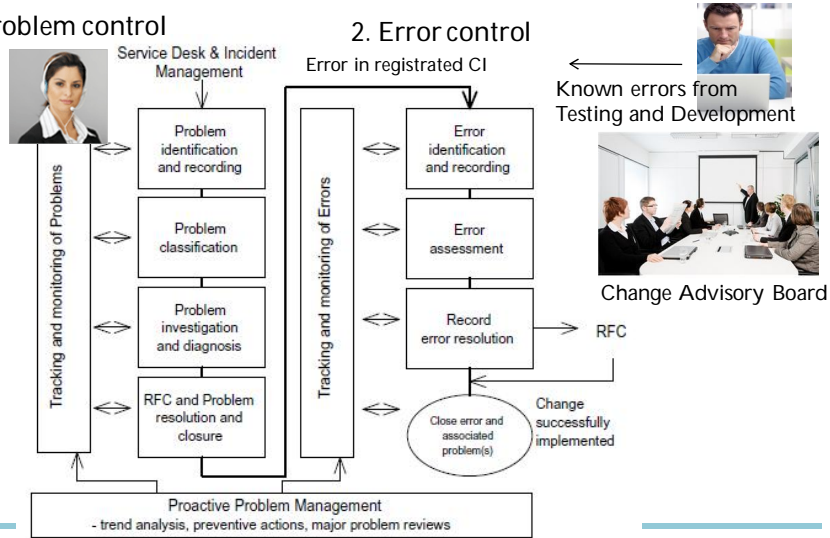 roblem control
Service Desk & Incident
Management
Tracking and monitoring of Problems
Problem
identification
and recording
Problem
classification
Problem
investigation
and diagnosis
RFC and Problem
resolution and
closure
2. Error control
Error in registrated CI
Known errors from
Testing and Development
Tracking and monitoring of Errors
Error
identification
and recording
Error
assessment
Record
error resolution
RFC
Change
successfully
implemented
Close error and
associated
problem(s)
Change Advisory Board
Proactive Problem Management
- trend analysis, preventive actions, major problem reviews